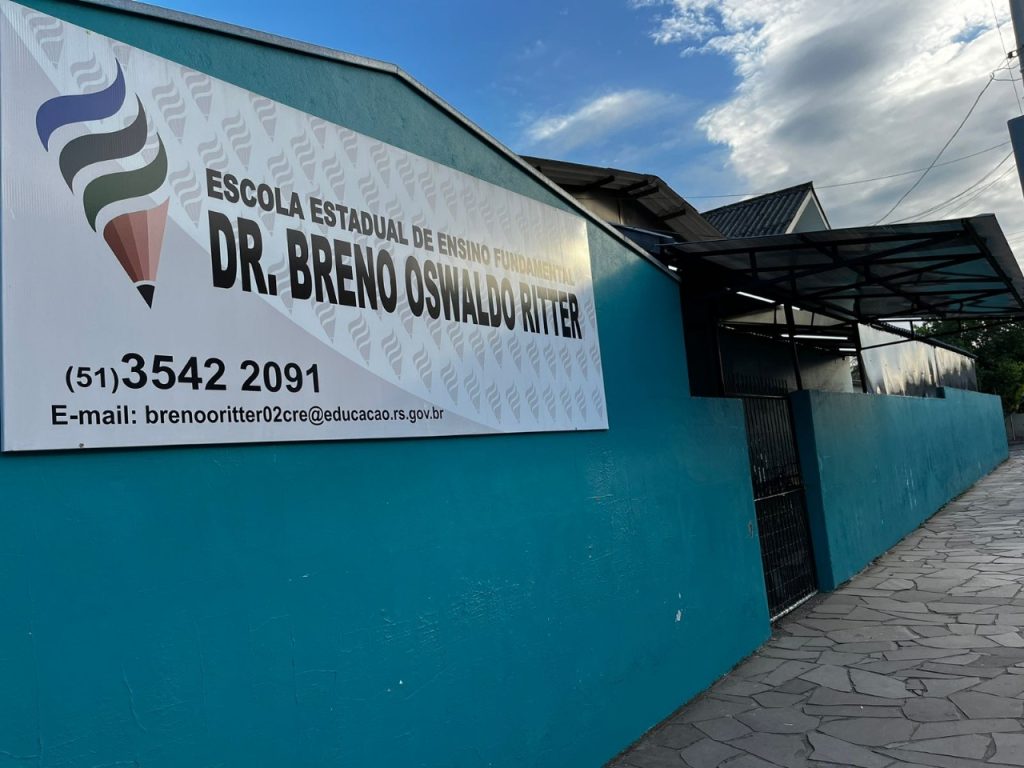 ESCOLA ESTADUAL DE ENSINO FUNDAMENTAL
DR. BRENO OSWALDO RITTER
(51)3542 2091
E-mail: brenooritter02cre@educacao.rs.gov.br